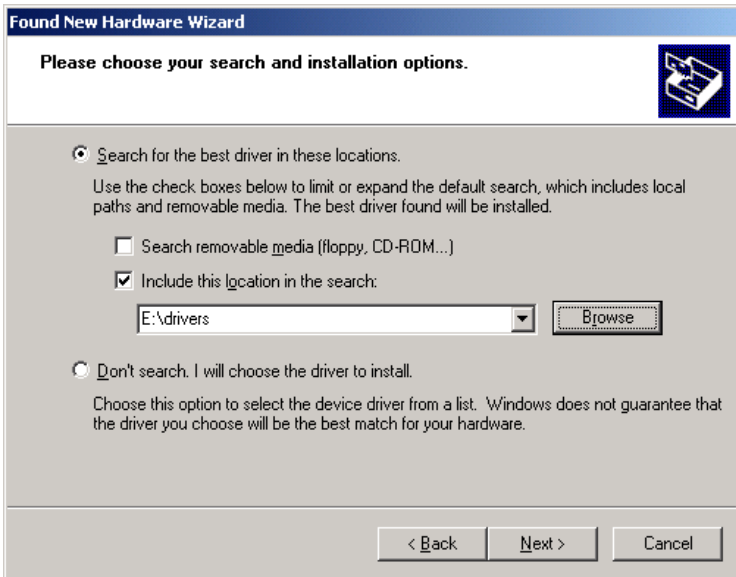 Found New Hardware Wizard
Please choose your search and installation options.
Search for the best driver in these locations.
Use the check boxes below to limit or expand the default search, which includes local
paths and removable media. The best driver found will be installed.
Search removable media (floppy, CD-ROM...)
Include this location in the search:
E:\drivers
Browse
Don't search. I will choose the driver to install.
Choose this option to select the device driver from a list. Windows does not guarantee that
the driver you choose will be the best match for your hardware.
< Back Next > Cancel